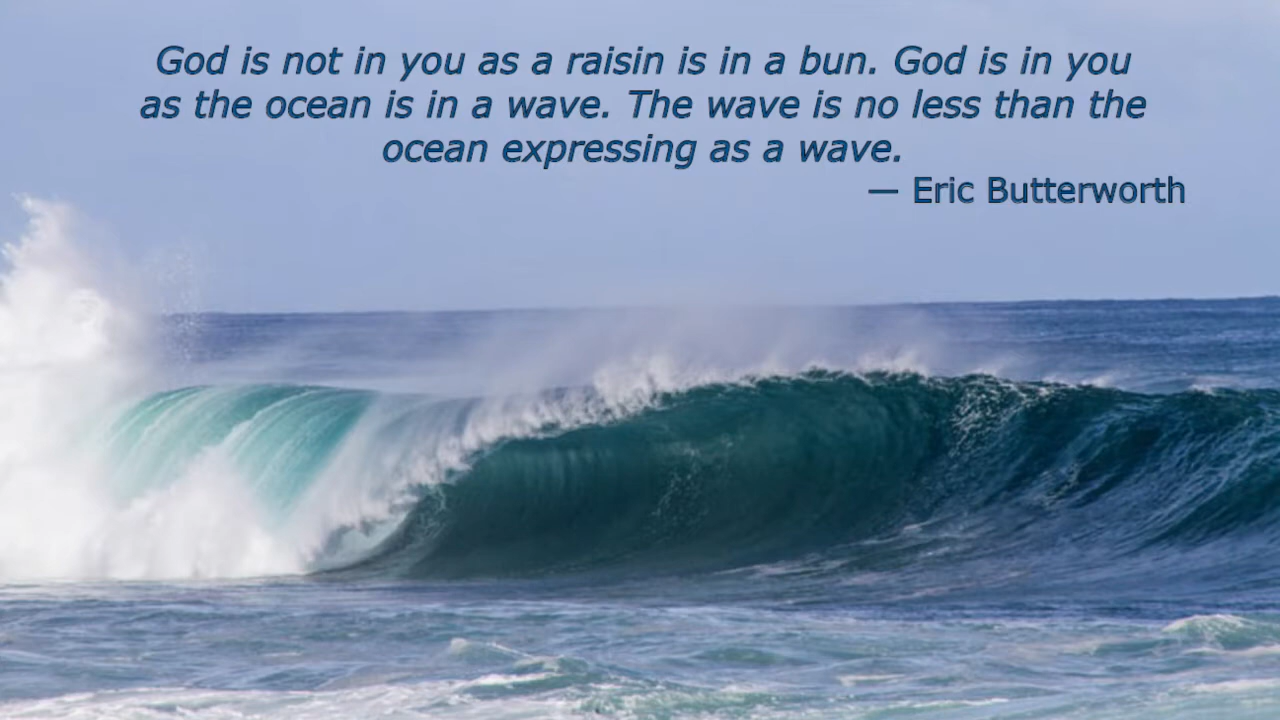 God is not in you as a raisin is in a bun. God is in you
as the ocean is in a wave. The wave is no less than the
ocean expressing as a wave.
— Eric Butterworth